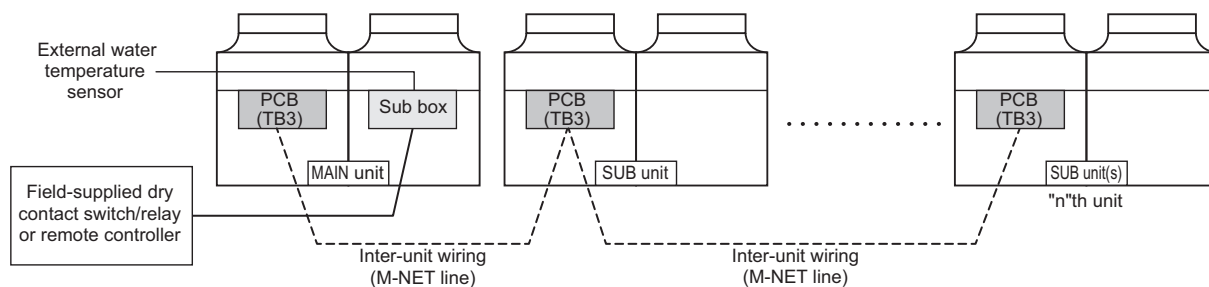 External water
temperature
sensor
PCB
(TB3)
Sub box
MAIN unit
PCB
(TB3)
SUB unit
PCB
(TB3)
SUB unit(s)
"n"th unit
Field-supplied dry
contact switch/relay
or remote controller
Inter-unit wiring
(M-NET line)
Inter-unit wiring
(M-NET line)